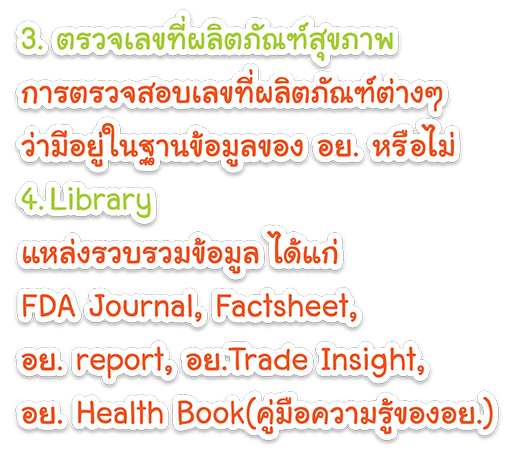 3. ตรวจเลขที่ผลิตภัณฑ์สุขภาพ
การตรวจสอบเลขที่ผลิตภัณฑ์ต่างๆ
ว่ามีอยู่ในฐานข้อมูลของ อย. หรือไม่
4. Library
แหล่งรวบรวมข้อมูล ได้แก่
FDA Journal, Factsheet,
อย. report, อย.Trade Insight,
อย. Health Book(คู่มือความรู้ของอย.)